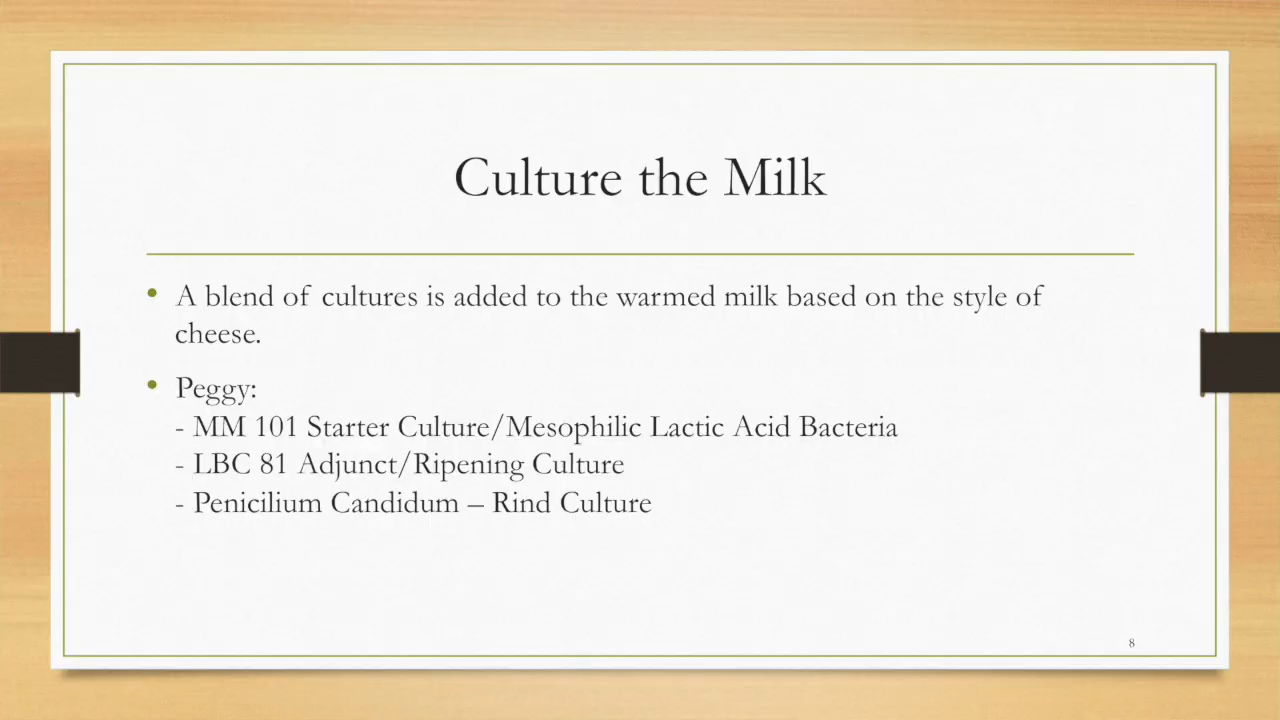 Culture the Milk
• A blend of cultures is added to the warmed milk based on the style of
cheese.
• Peggy:
- MM 101 Starter Culture/Mesophilic Lactic Acid Bacteria
- LBC 81 Adjunct/Ripening Culture
- Penicilium Candidum – Rind Culture
8